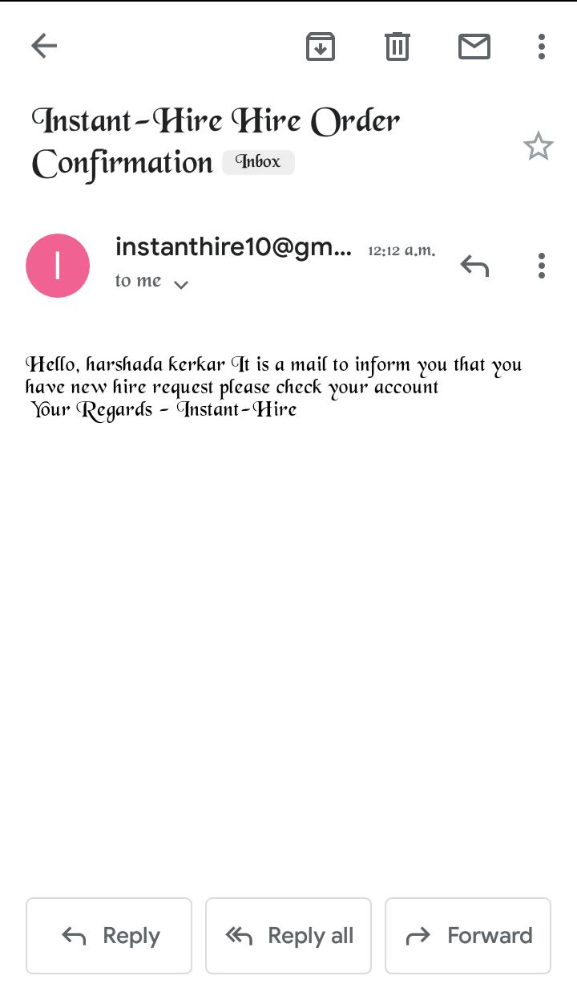 Instant-Hire Hire Order
Confirmation Inbox
I
instanthire10@gm... 12:12 a.m.
to me
Hello, harshada kerkar It is a mail to inform you that you
have new hire request please check your account
Your Regards - Instant-Hire
Reply Reply all Forward